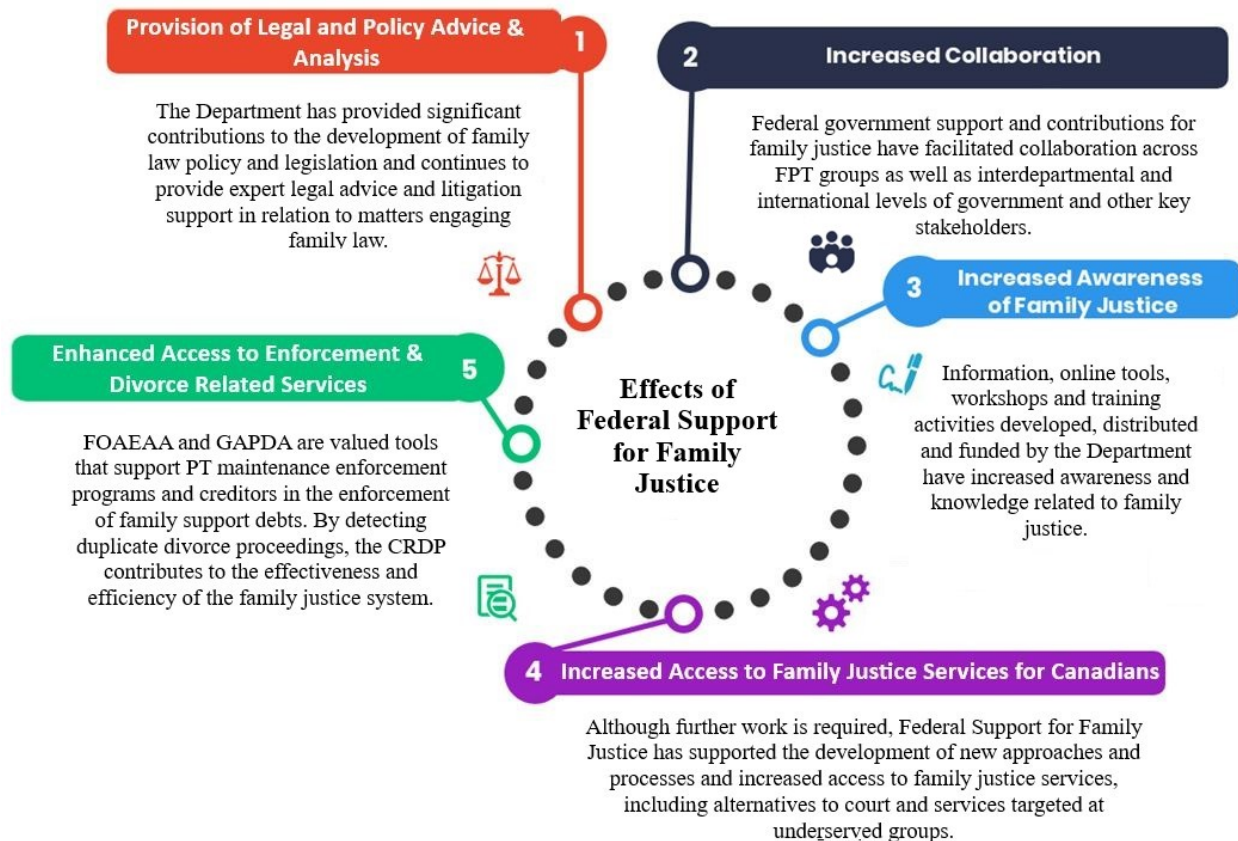 Provision of Legal and Policy Advice &
Analysis
1
The Department has provided significant
contributions to the development of family
law policy and legislation and continues to
provide expert legal advice and litigation
support in relation to matters engaging
family law.
2
Increased Collaboration
Federal government support and contributions for
family justice have facilitated collaboration across
FPT groups as well as interdepartmental and
international levels of government and other key
stakeholders.
3
Increased Awareness
of Family Justice
Information, online tools,
workshops and training
activities developed, distributed
and funded by the Department
have increased awareness and
knowledge related to family
justice.
Effects of
Federal Support
for Family
Justice
4
Increased Access to Family Justice Services for Canadians
Although further work is required, Federal Support for Family
Justice has supported the development of new approaches and
processes and increased access to family justice services,
including alternatives to court and services targeted at
underserved groups.
Enhanced Access to Enforcement &
Divorce Related Services
5
FOAEAA and GAPDA are valued tools
that support PT maintenance enforcement
programs and creditors in the enforcement
of family support debts. By detecting
duplicate divorce proceedings, the CRDP
contributes to the effectiveness and
efficiency of the family justice system.